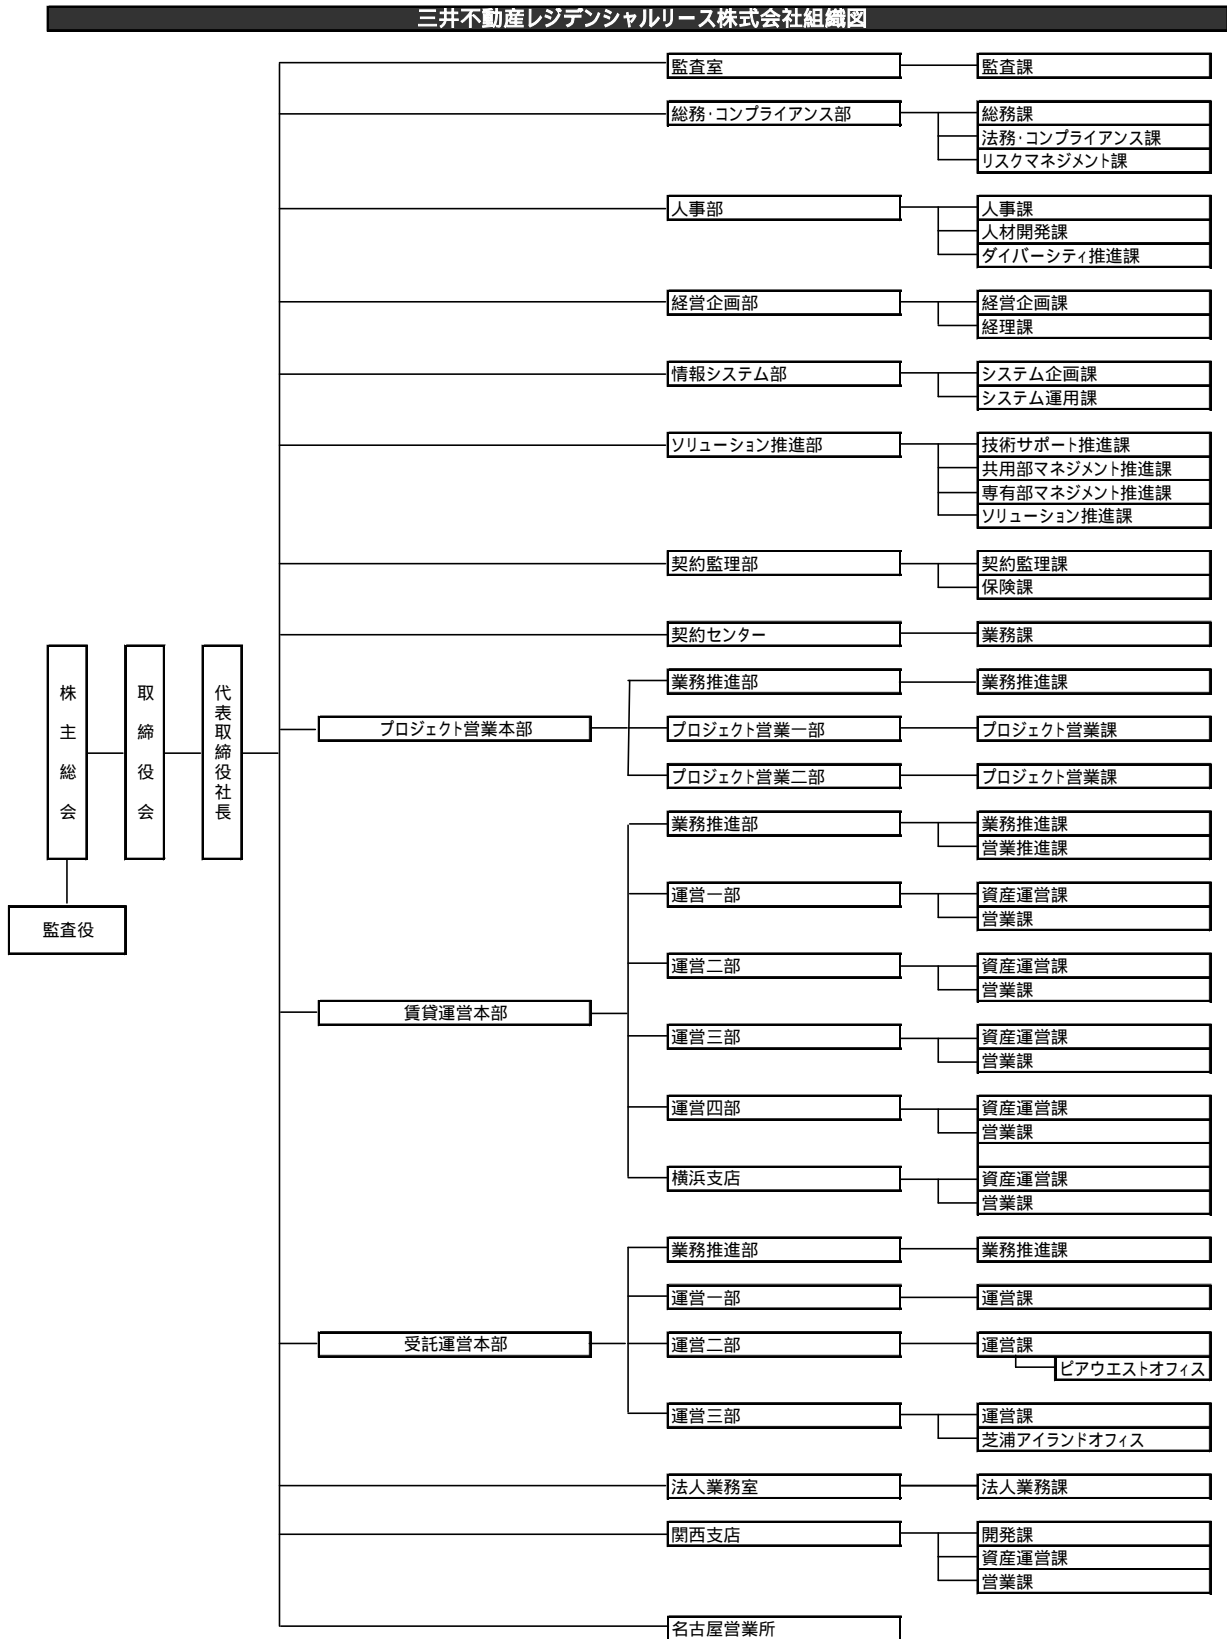 三井不動産レジデンシャルリース株式会社組織図
監査室
監査課
総務・コンプライアンス部
総務課
法務・コンプライアンス課
リスクマネジメント課
人事部
人事課
人材開発課
ダイバーシティ推進課
経営企画部
経営企画課
経理課
情報システム部
システム企画課
システム運用課
ソリューション推進部
技術サポート推進課
共用部マネジメント推進課
専有部マネジメント推進課
ソリューション推進課
契約監理部
契約監理課
保険課
契約センター
業務課
株主総会
取締役会
代表取締役社長
監査役
プロジェクト営業本部
業務推進部
業務推進課
プロジェクト営業一部
プロジェクト営業課
プロジェクト営業二部
プロジェクト営業課
賃貸運営本部
業務推進部
業務推進課
営業推進課
運営一部
資産運営課
営業課
運営二部
資産運営課
営業課
運営三部
資産運営課
営業課
運営四部
資産運営課
営業課
横浜支店
資産運営課
営業課
受託運営本部
業務推進部
業務推進課
運営一部
運営課
運営二部
運営課
ピアウエストオフィス
運営三部
運営課
芝浦アイランドオフィス
法人業務室
法人業務課
関西支店
開発課
資産運営課
営業課
名古屋営業所